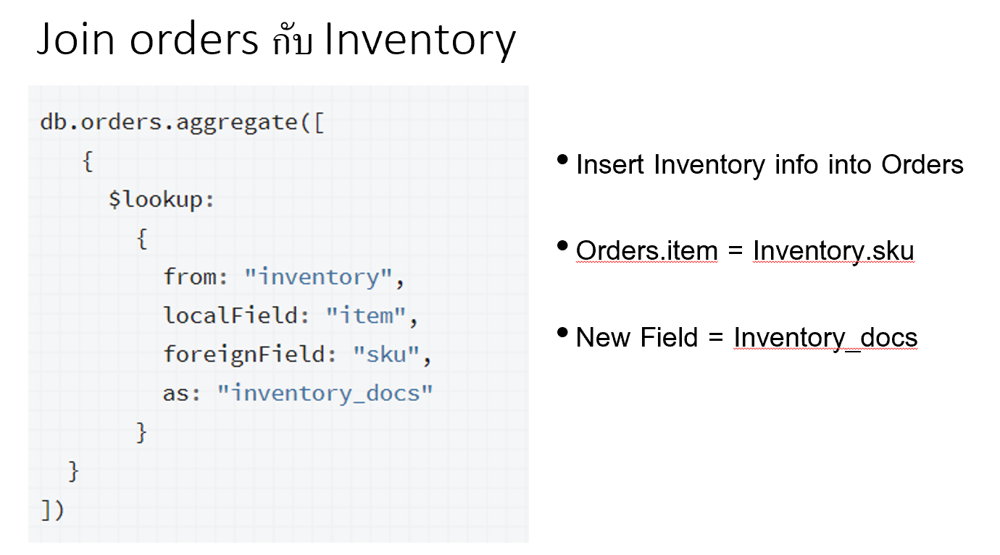 Join orders กับ Inventory
db.orders.aggregate([
{
$lookup:
{
from: "inventory",
localField: "item",
foreignField: "sku",
as: "inventory_docs"
}
}
])
• Insert Inventory info into Orders
• Orders.item = Inventory.sku
• New Field = Inventory_docs